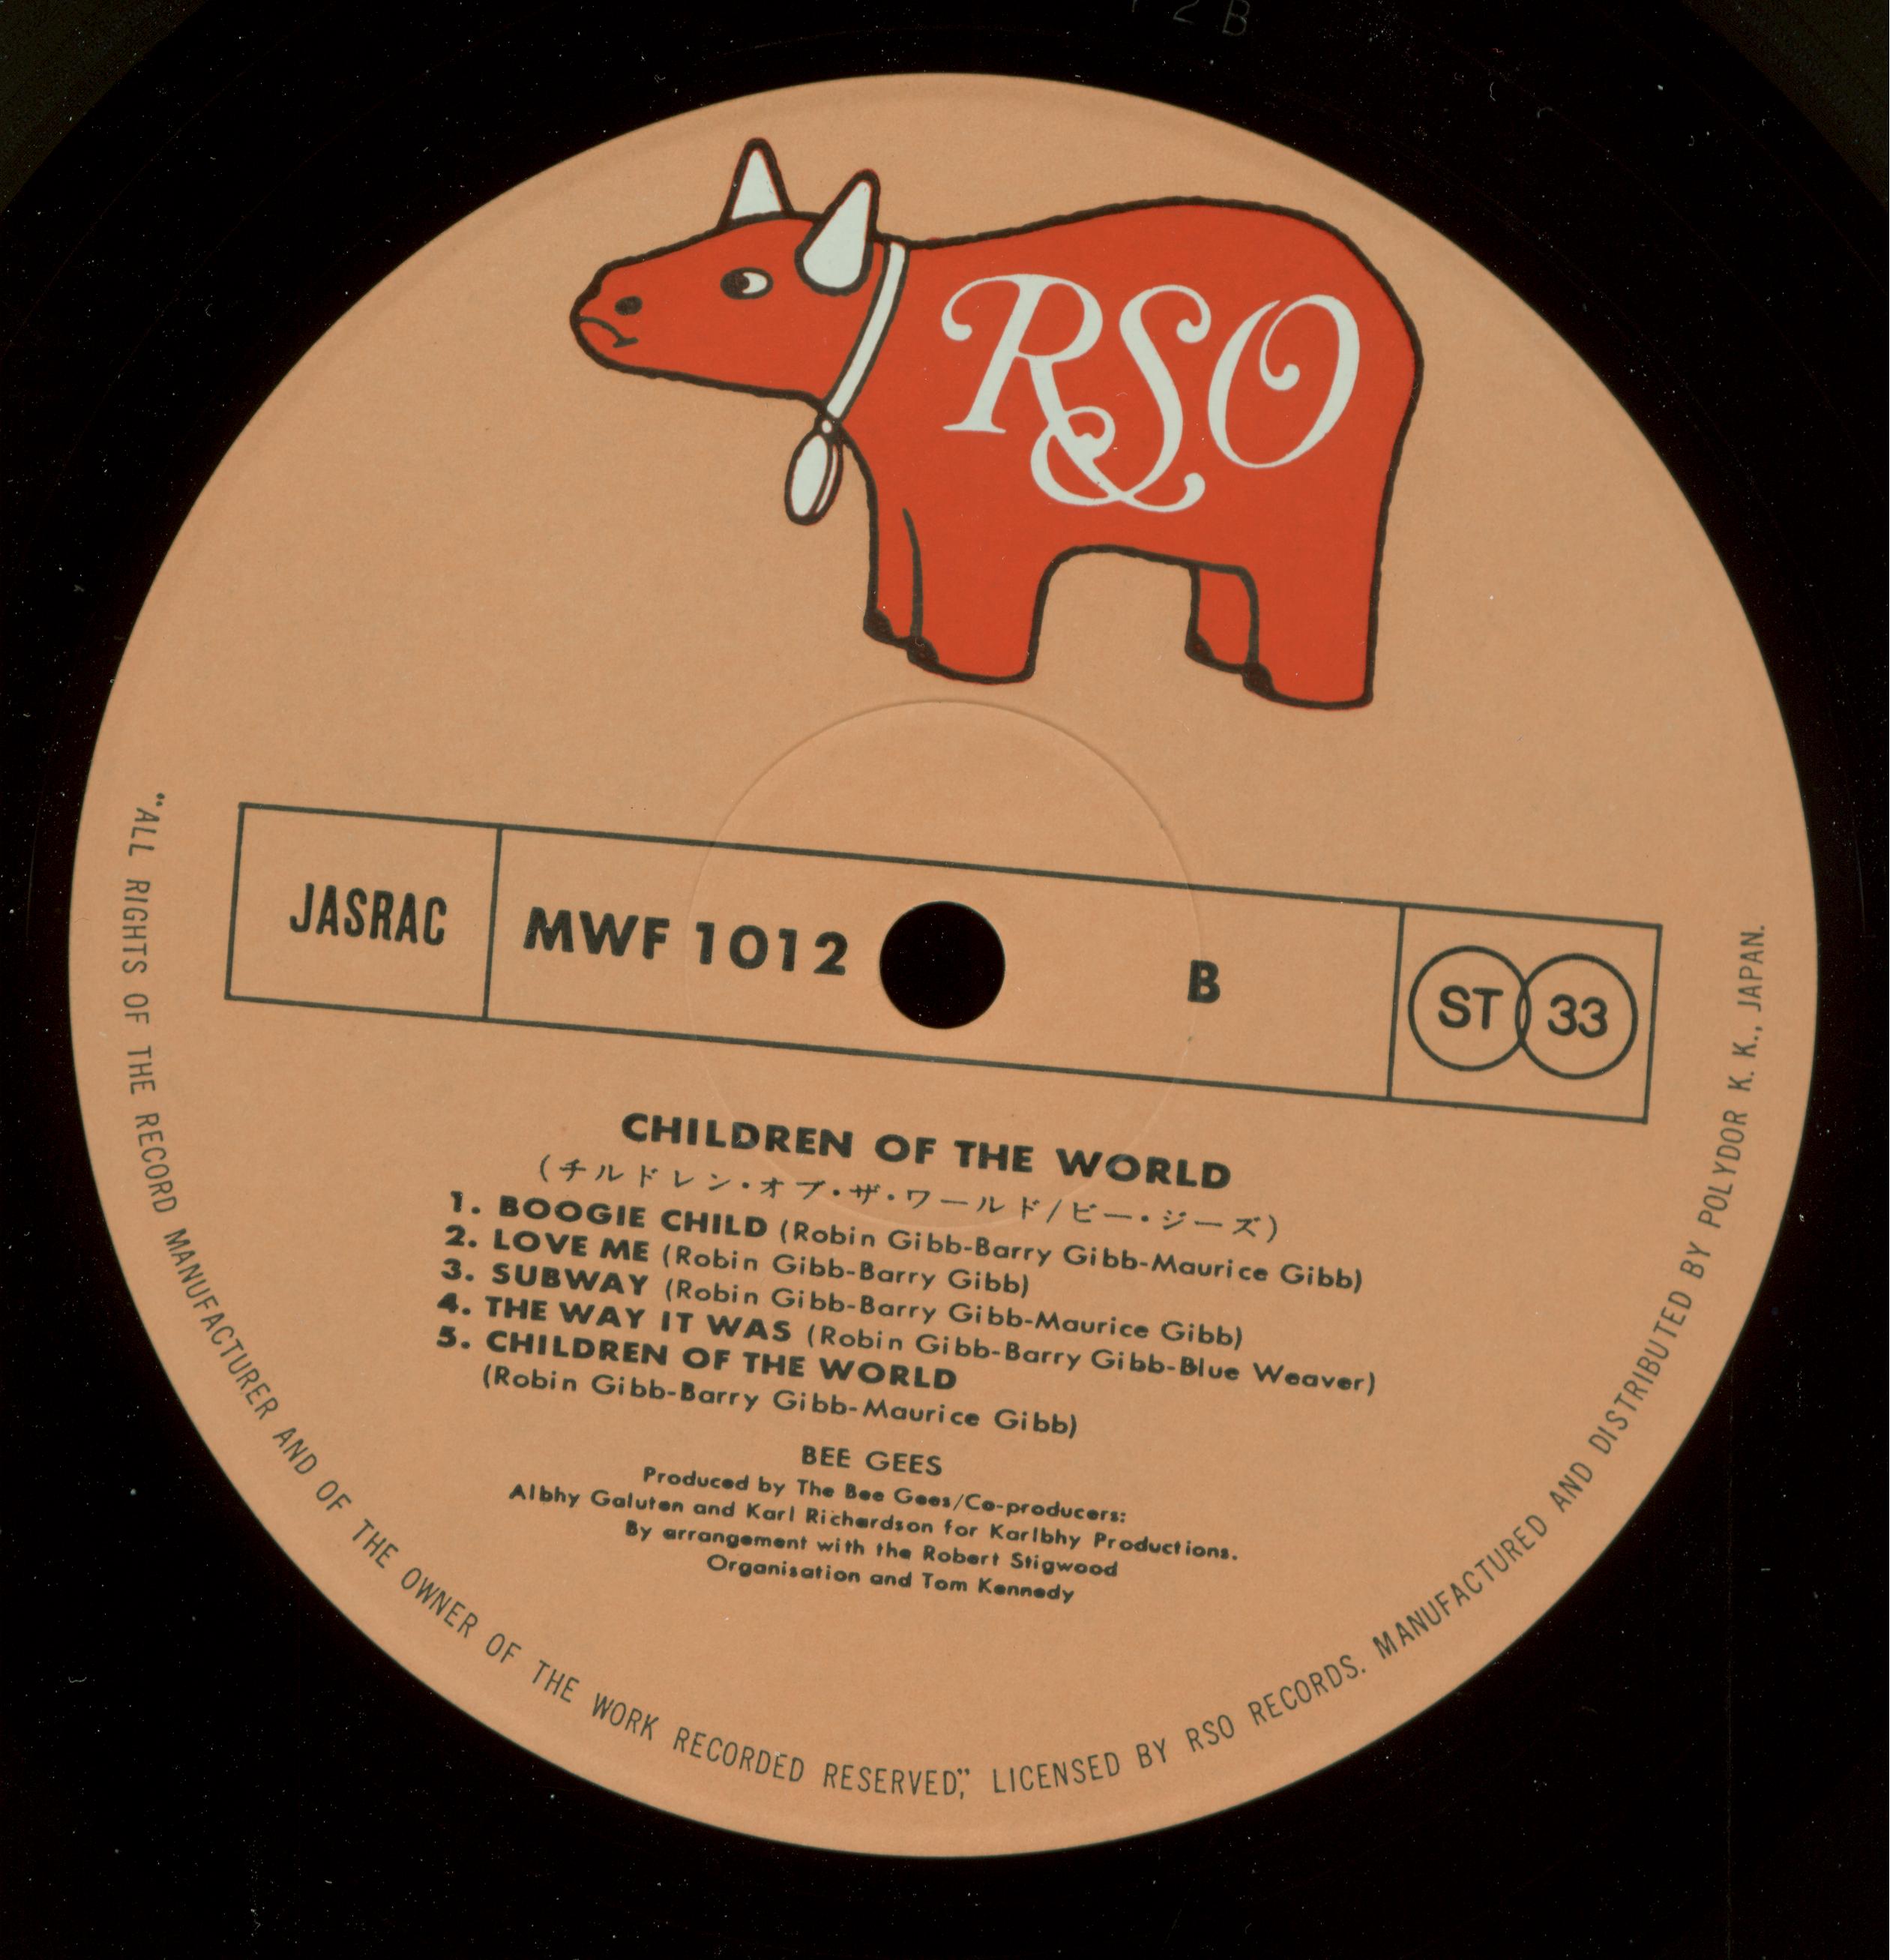 2 B
RSO
JASRAC
MWF 1012
B
ST 33
CHILDREN OF THE WORLD
(チルドレン・オブ・ザ・ワールド/ビー・ジーズ)
1. BOOGIE CHILD (Robin Gibb-Barry Gibb-Maurice Gibb)
2. LOVE ME (Robin Gibb-Barry Gibb)
3. SUBWAY (Robin Gibb-Barry Gibb-Maurice Gibb)
4. THE WAY IT WAS (Robin Gibb-Barry Gibb-Blue Weaver)
5. CHILDREN OF THE WORLD
(Robin Gibb-Barry Gibb-Maurice Gibb)
BEE GEES
Produced by The Bee Gees/Co-producers:
Albhy Galuten and Karl Richardson for Karlbhy Productions.
By arrangement with the Robert Stigwood
Organisation and Tom Kennedy
"ALL RIGHTS OF THE RECORD MANUFACTURER AND OF THE OWNER OF THE WORK RECORDED RESERVED," LICENSED BY RSO RECORDS. MANUFACTURED AND DISTRIBUTED BY POLYDOR K. K., JAPAN.